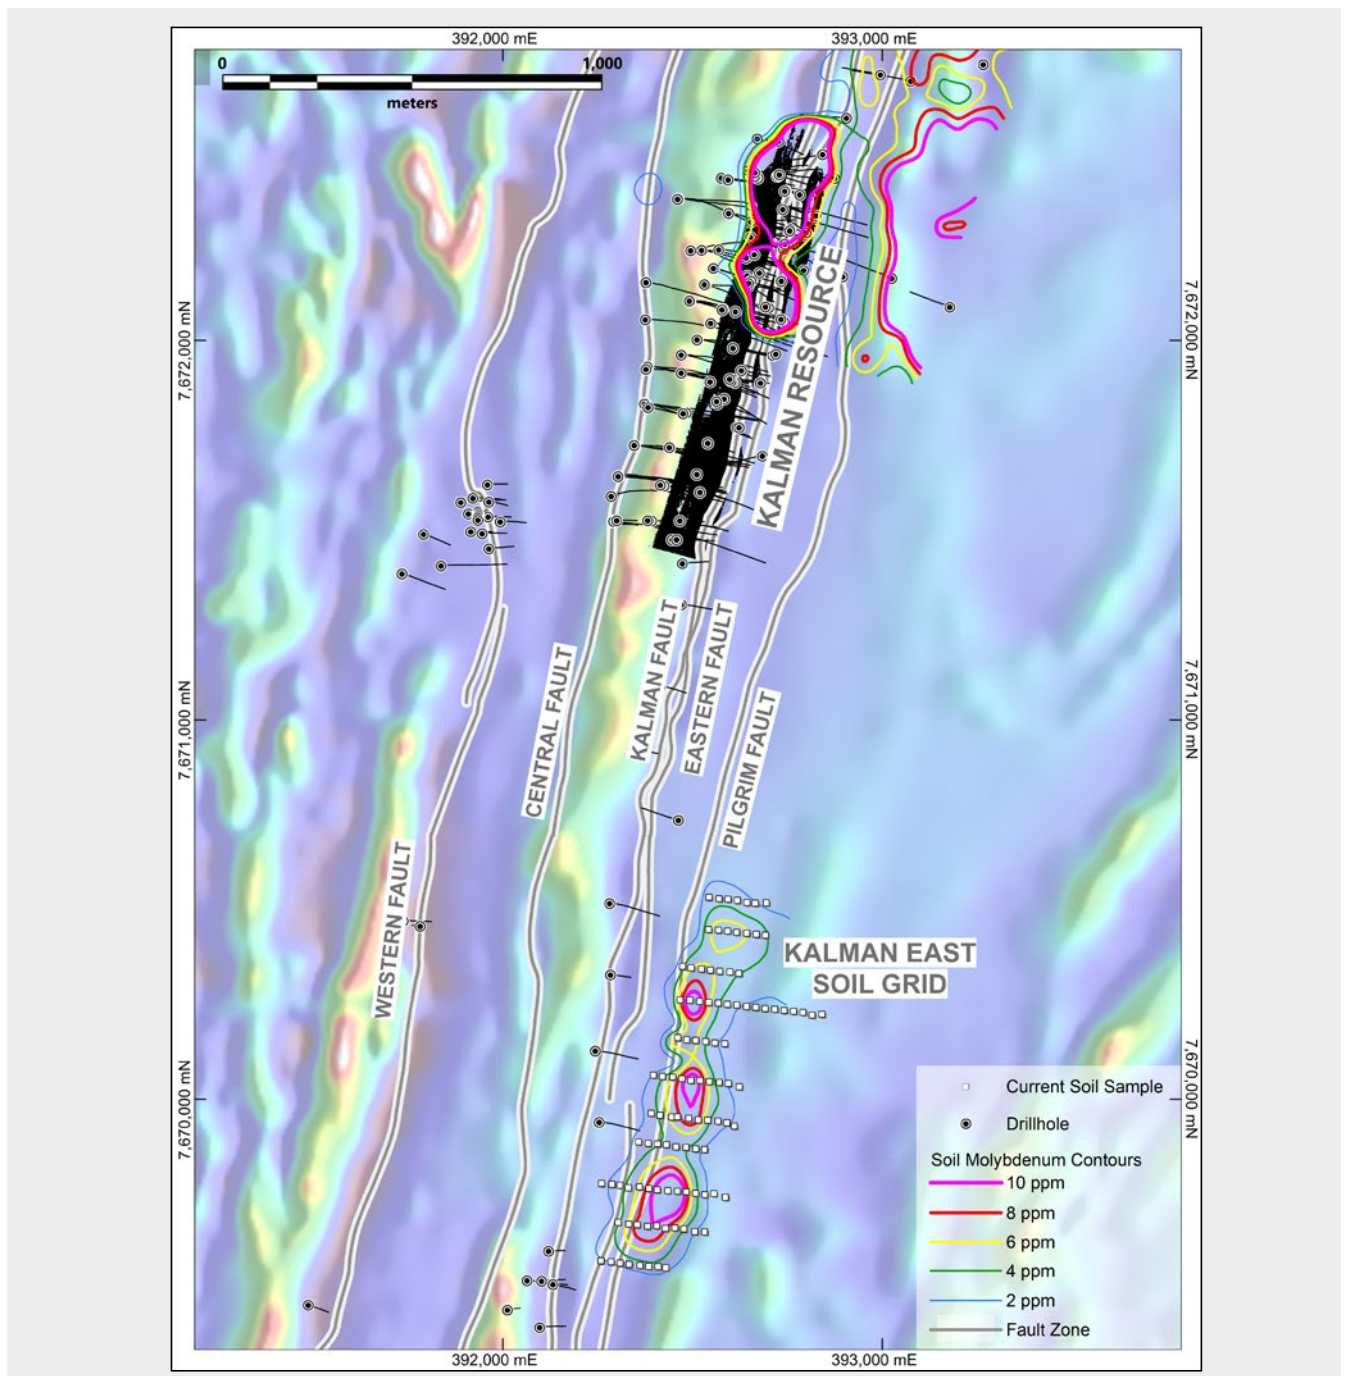 392,000 mE
393,000 mE
0
1,000
meters
7,672,000 mN
7,672,000 mN
KALMAN RESOURCE
KALMAN FAULT
EASTERN FAULT
CENTRAL FAULT
PILGRIM FAULT
7,671,000 mN
7,671,000 mN
WESTERN FAULT
KALMAN EAST
SOIL GRID
7,670,000 mN
7,670,000 mN
Current Soil Sample
Drillhole
Soil Molybdenum Contours
10 ppm
8 ppm
6 ppm
4 ppm
2 ppm
Fault Zone
392,000 mE
393,000 mE